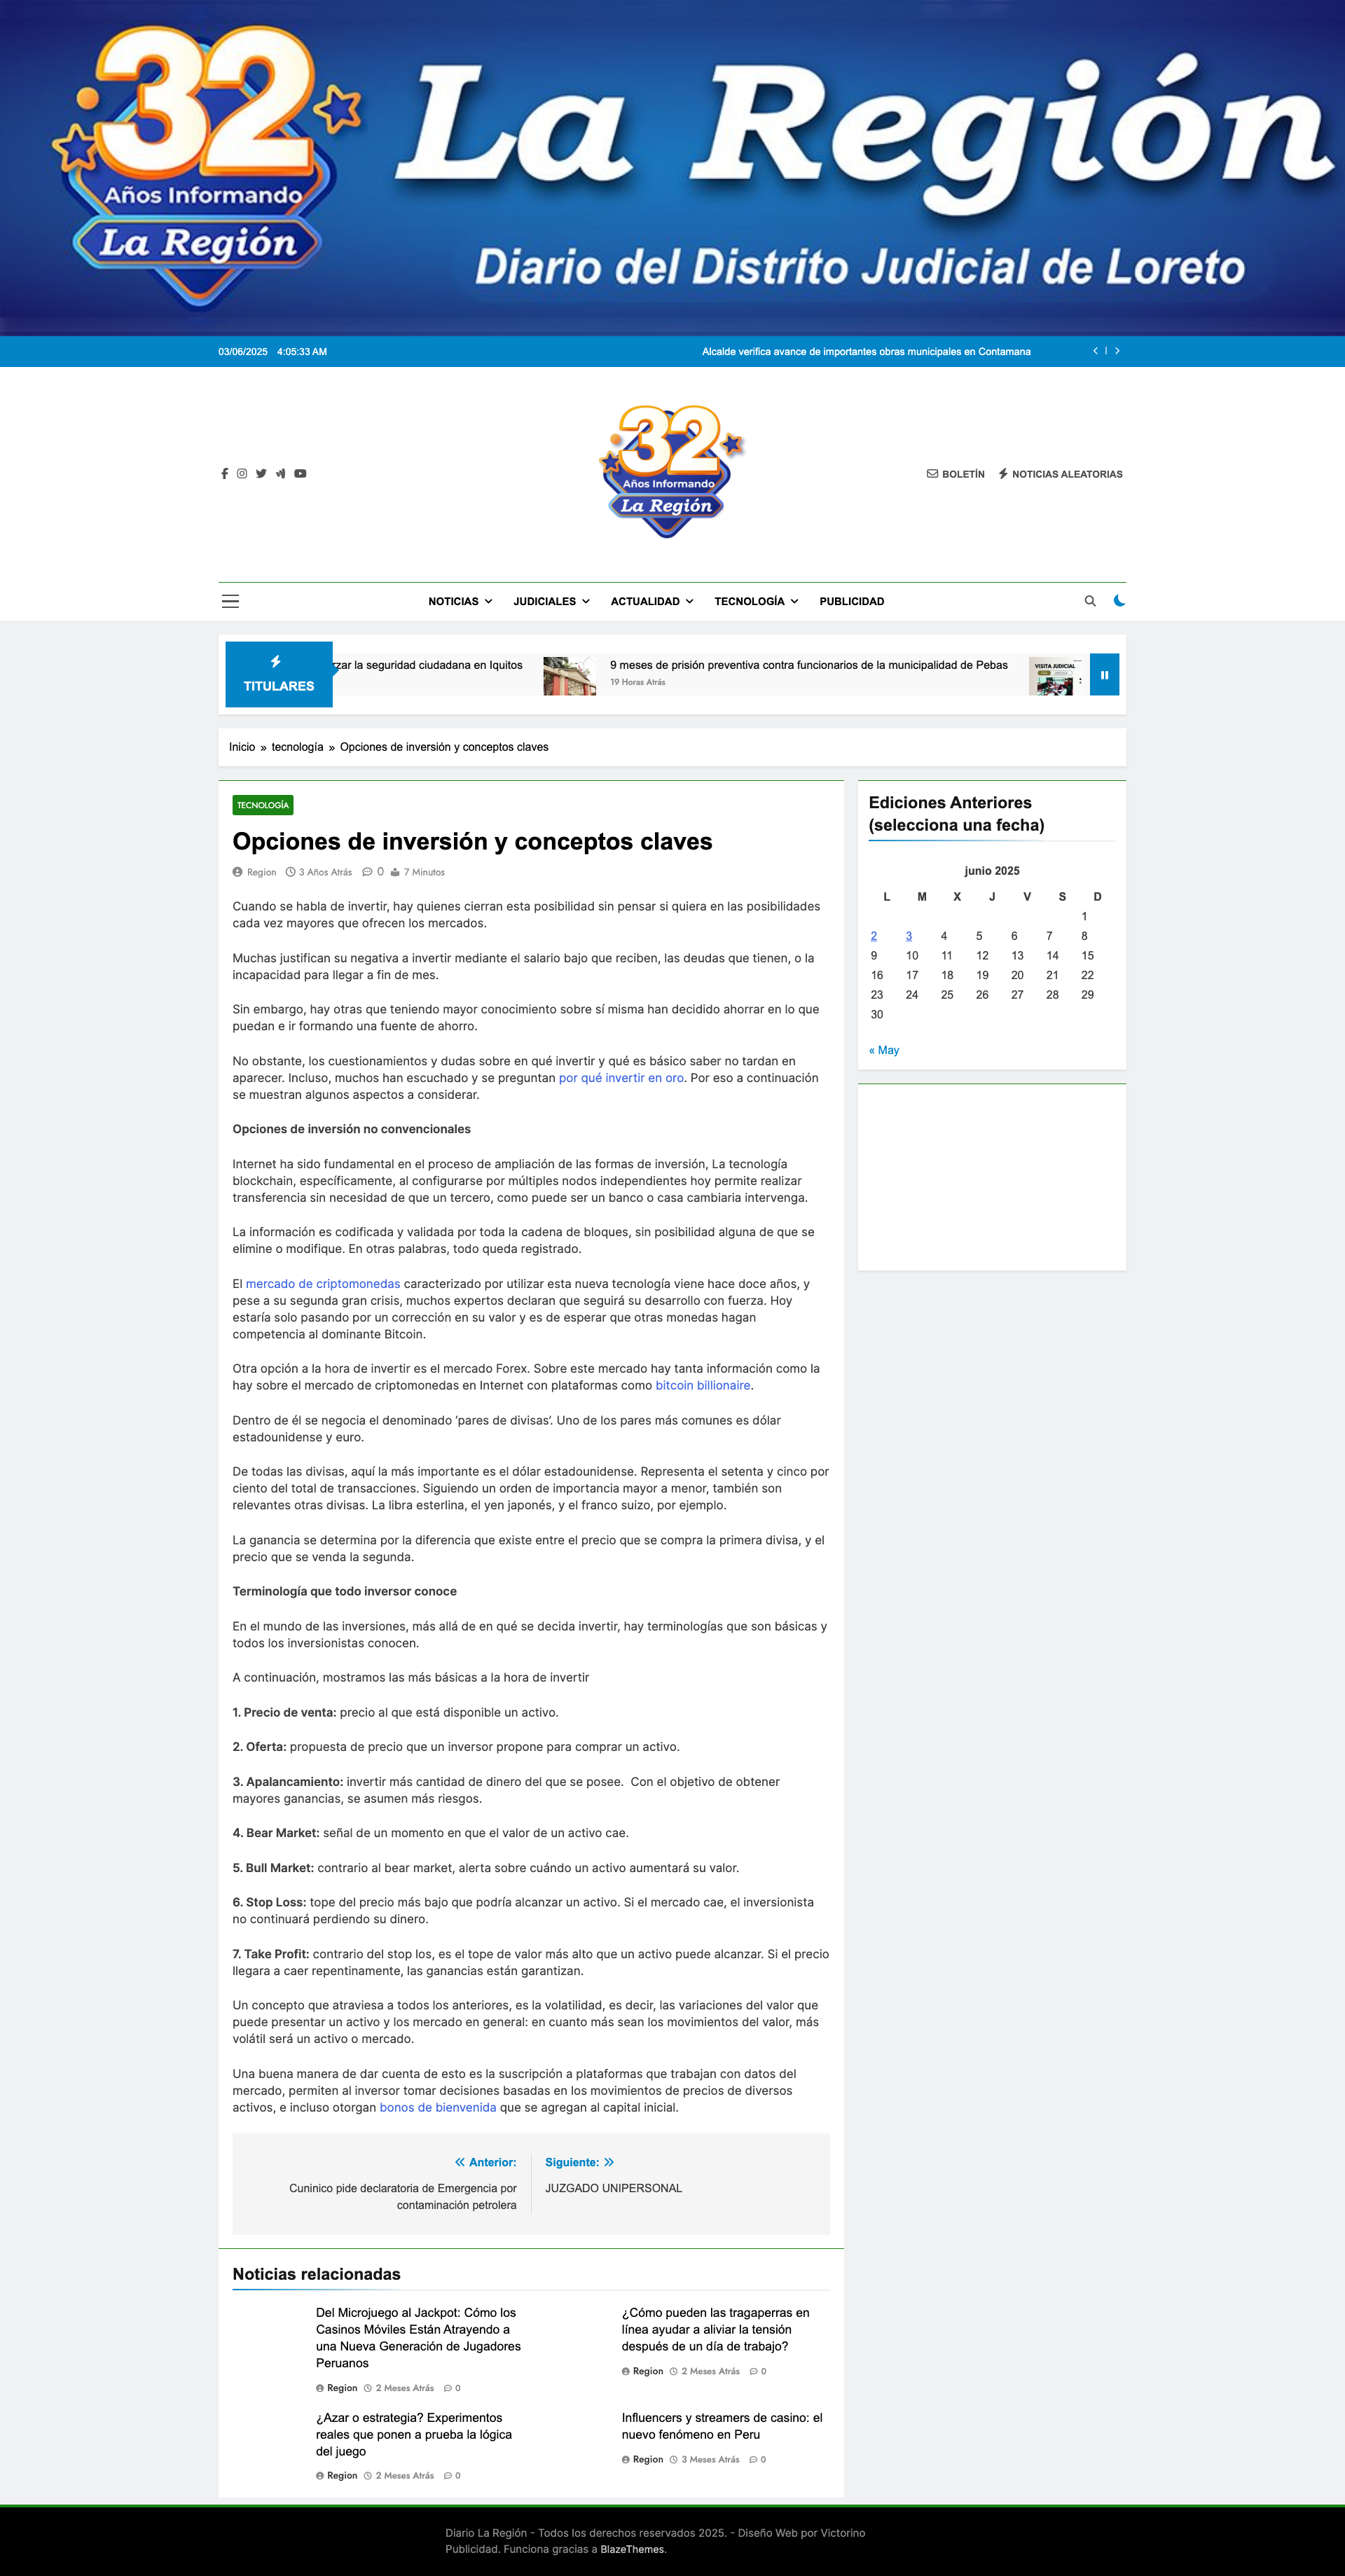 32
Años Informando
La Región
La Región
Diario del Distrito Judicial de Loreto
03/06/2025 4:05:33 AM
Alcalde verifica avance de importantes obras municipales en Contamana
32
Años Informando
La Región
BOLETÍN
NOTICIAS ALEATORIAS
NOTICIAS
JUDICIALES
ACTUALIDAD
TECNOLOGÍA
PUBLICIDAD
TITULARES
rzar la seguridad ciudadana en Iquitos
9 meses de prisión preventiva contra funcionarios de la municipalidad de Pebas
19 Horas Atrás
VISITA JUDICIAL
Inicio » tecnología » Opciones de inversión y conceptos claves
TECNOLOGÍA
Opciones de inversión y conceptos claves
Region 3 Años Atrás 0 7 Minutos
Cuando se habla de invertir, hay quienes cierran esta posibilidad sin pensar si quiera en las posibilidades
cada vez mayores que ofrecen los mercados.
Muchas justifican su negativa a invertir mediante el salario bajo que reciben, las deudas que tienen, o la
incapacidad para llegar a fin de mes.
Sin embargo, hay otras que teniendo mayor conocimiento sobre sí misma han decidido ahorrar en lo que
puedan e ir formando una fuente de ahorro.
No obstante, los cuestionamientos y dudas sobre en qué invertir y qué es básico saber no tardan en
aparecer. Incluso, muchos han escuchado y se preguntan por qué invertir en oro. Por eso a continuación
se muestran algunos aspectos a considerar.
Opciones de inversión no convencionales
Internet ha sido fundamental en el proceso de ampliación de las formas de inversión, La tecnología
blockchain, específicamente, al configurarse por múltiples nodos independientes hoy permite realizar
transferencia sin necesidad de que un tercero, como puede ser un banco o casa cambiaria intervenga.
La información es codificada y validada por toda la cadena de bloques, sin posibilidad alguna de que se
elimine o modifique. En otras palabras, todo queda registrado.
El mercado de criptomonedas caracterizado por utilizar esta nueva tecnología viene hace doce años, y
pese a su segunda gran crisis, muchos expertos declaran que seguirá su desarrollo con fuerza. Hoy
estaría solo pasando por un corrección en su valor y es de esperar que otras monedas hagan
competencia al dominante Bitcoin.
Otra opción a la hora de invertir es el mercado Forex. Sobre este mercado hay tanta información como la
hay sobre el mercado de criptomonedas en Internet con plataformas como bitcoin billionaire.
Dentro de él se negocia el denominado ‘pares de divisas’. Uno de los pares más comunes es dólar
estadounidense y euro.
De todas las divisas, aquí la más importante es el dólar estadounidense. Representa el setenta y cinco por
ciento del total de transacciones. Siguiendo un orden de importancia mayor a menor, también son
relevantes otras divisas. La libra esterlina, el yen japonés, y el franco suizo, por ejemplo.
La ganancia se determina por la diferencia que existe entre el precio que se compra la primera divisa, y el
precio que se venda la segunda.
Terminología que todo inversor conoce
En el mundo de las inversiones, más allá de en qué se decida invertir, hay terminologías que son básicas y
todos los inversionistas conocen.
A continuación, mostramos las más básicas a la hora de invertir
1. Precio de venta: precio al que está disponible un activo.
2. Oferta: propuesta de precio que un inversor propone para comprar un activo.
3. Apalancamiento: invertir más cantidad de dinero del que se posee.  Con el objetivo de obtener
mayores ganancias, se asumen más riesgos.
4. Bear Market: señal de un momento en que el valor de un activo cae.
5. Bull Market: contrario al bear market, alerta sobre cuándo un activo aumentará su valor.
6. Stop Loss: tope del precio más bajo que podría alcanzar un activo. Si el mercado cae, el inversionista
no continuará perdiendo su dinero.
7. Take Profit: contrario del stop los, es el tope de valor más alto que un activo puede alcanzar. Si el precio
llegara a caer repentinamente, las ganancias están garantizan.
Un concepto que atraviesa a todos los anteriores, es la volatilidad, es decir, las variaciones del valor que
puede presentar un activo y los mercado en general: en cuanto más sean los movimientos del valor, más
volátil será un activo o mercado.
Una buena manera de dar cuenta de esto es la suscripción a plataformas que trabajan con datos del
mercado, permiten al inversor tomar decisiones basadas en los movimientos de precios de diversos
activos, e incluso otorgan bonos de bienvenida que se agregan al capital inicial.
Anterior:
Cuninico pide declaratoria de Emergencia por
contaminación petrolera
Siguiente:
JUZGADO UNIPERSONAL
Noticias relacionadas
Del Microjuego al Jackpot: Cómo los
Casinos Móviles Están Atrayendo a
una Nueva Generación de Jugadores
Peruanos
Region 2 Meses Atrás 0
¿Cómo pueden las tragaperras en
línea ayudar a aliviar la tensión
después de un día de trabajo?
Region 2 Meses Atrás 0
¿Azar o estrategia? Experimentos
reales que ponen a prueba la lógica
del juego
Region 2 Meses Atrás 0
Influencers y streamers de casino: el
nuevo fenómeno en Peru
Region 3 Meses Atrás 0
Ediciones Anteriores
(selecciona una fecha)
junio 2025
L M X J V S D
1
2 3 4 5 6 7 8
9 10 11 12 13 14 15
16 17 18 19 20 21 22
23 24 25 26 27 28 29
30
« May
Diario La Región - Todos los derechos reservados 2025. - Diseño Web por Victorino
Publicidad. Funciona gracias a BlazeThemes.